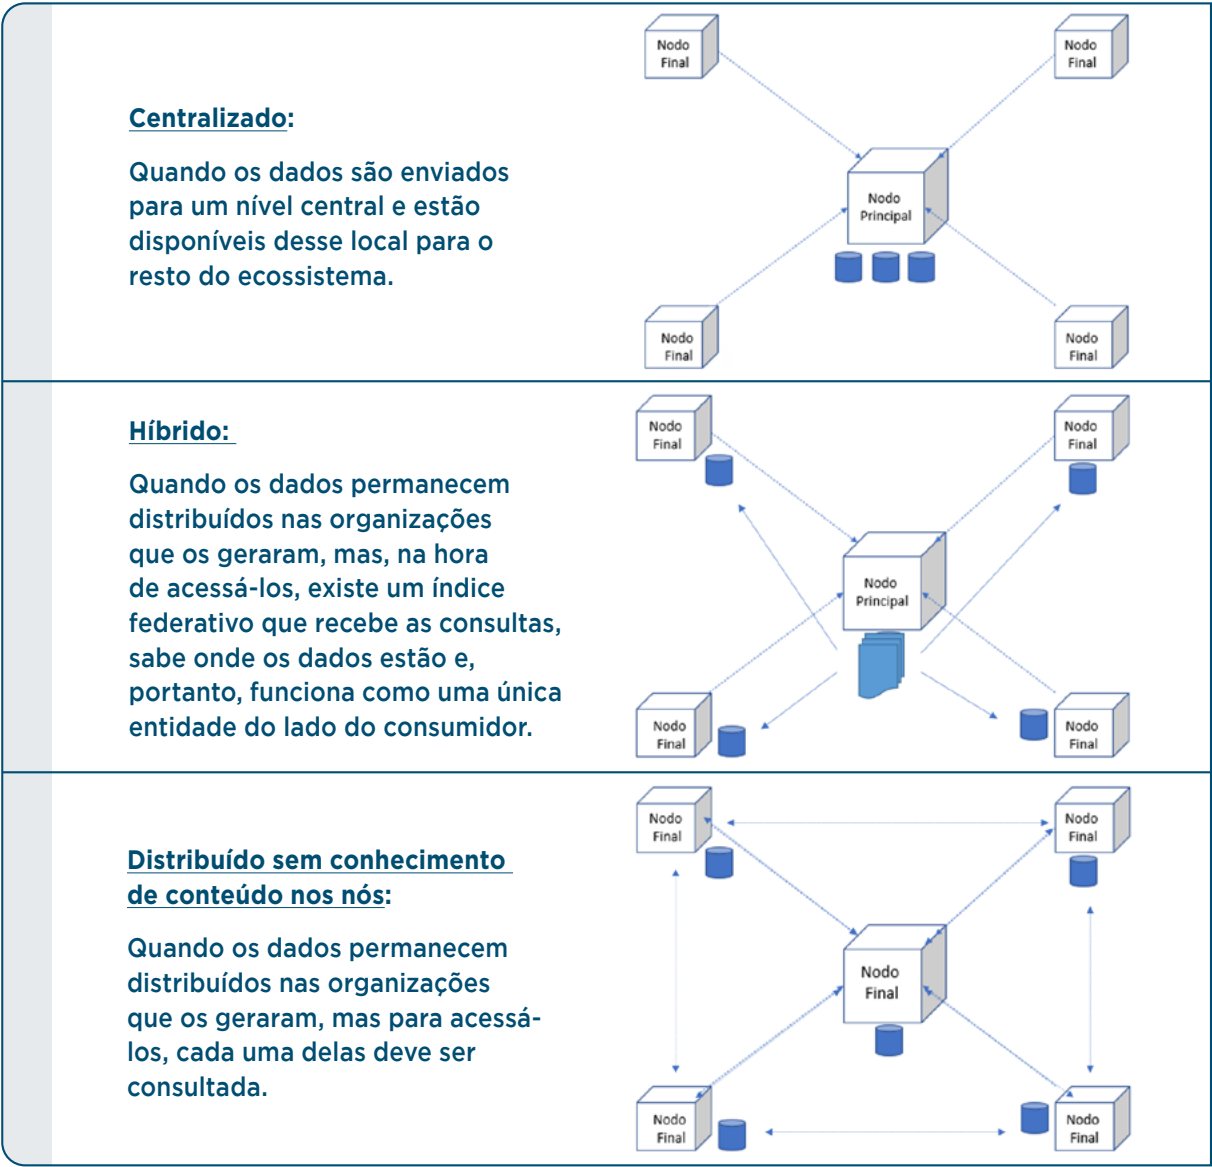 Centralizado:
Quando os dados são enviados
para um nível central e estão
disponíveis desse local para o
resto do ecossistema.
Nodo
Final
Nodo
Final
Nodo
Principal
Nodo
Final
Nodo
Final
Híbrido:
Quando os dados permanecem
distribuídos nas organizações
que os geraram, mas, na hora
de acessá-los, existe um índice
federativo que recebe as consultas,
sabe onde os dados estão e,
portanto, funciona como uma única
entidade do lado do consumidor.
Nodo
Final
Nodo
Final
Nodo
Principal
Nodo
Final
Nodo
Final
Distribuído sem conhecimento
de conteúdo nos nós:
Quando os dados permanecem
distribuídos nas organizações
que os geraram, mas para acessá-
los, cada uma delas deve ser
consultada.
Nodo
Final
Nodo
Final
Nodo
Final
Nodo
Final
Nodo
Final